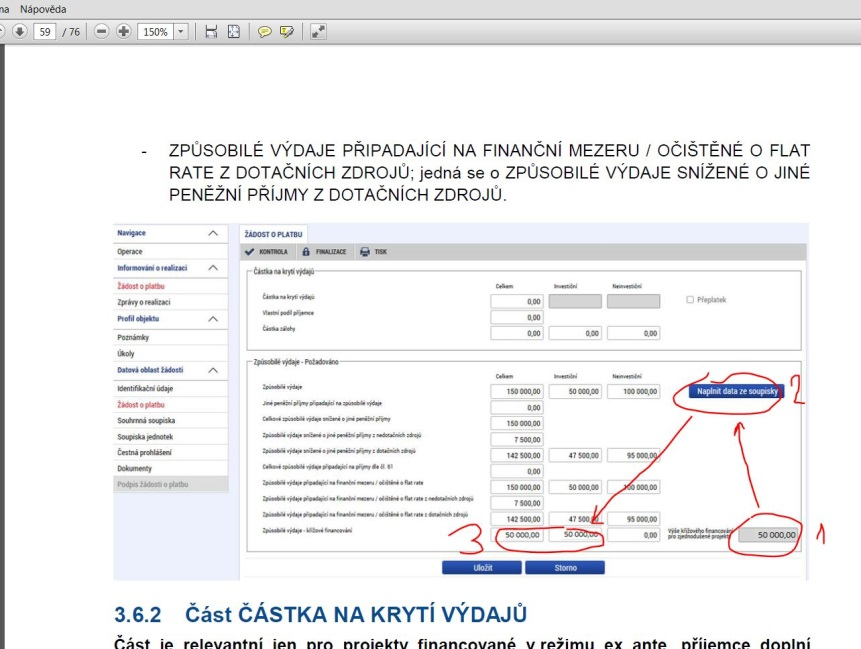 na Nápověda
59 / 76 150%
- ZPŮSOBILÉ VÝDAJE PŘIPADAJÍCÍ NA FINANČNÍ MEZERU / OČIŠTĚNÉ O FLAT
RATE Z DOTAČNÍCH ZDROJŮ; jedná se o ZPŮSOBILÉ VÝDAJE SNÍŽENÉ O JINÉ
PENĚŽNÍ PŘÍJMY Z DOTAČNÍCH ZDROJŮ.
Navigace
Operace
Informování o realizaci
Žádost o platbu
Zprávy o realizaci
Profil objektu
Poznámky
Úkoly
Datová oblast žádosti
Identifikační údaje
Žádost o platbu
Souhrnná soupiska
Soupiska jednotek
Čestná prohlášení
Dokumenty
Podpis žádosti o platbu
ŽÁDOST O PLATBU
KONTROLA FINALIZACE TISK
Částka na krytí výdajů
Celkem Investiční Neinvestiční
Částka na krytí výdajů 0,00 Přeplatek
Vlastní podíl příjemce 0,00
Částka zálohy 0,00 0,00 0,00
Způsobilé výdaje - Požadováno
Celkem Investiční Neinvestiční
Způsobilé výdaje 150 000,00 50 000,00 100 000,00 Naplnit data ze soupisky 2
Jiné peněžní příjmy připadající na způsobilé výdaje 0,00
Celkové způsobilé výdaje snížené o jiné peněžní příjmy 150 000,00
Způsobilé výdaje snížené o jiné peněžní příjmy z nedotačních zdrojů 7 500,00
Způsobilé výdaje snížené o jiné peněžní příjmy z dotačních zdrojů 142 500,00 47 500,00 95 000,00
Celkové způsobilé výdaje připadající na příjmy dle čl. 61 0,00
Způsobilé výdaje připadající na finanční mezeru / očištěné o flat rate 150 000,00 50 000,00 100 000,00
Způsobilé výdaje připadající na finanční mezeru / očištěné o flat rate z nedotačních zdrojů 7 500,00
Způsobilé výdaje připadající na finanční mezeru / očištěné o flat rate z dotačních zdrojů 142 500,00 47 500,00 95 000,00
Způsobilé výdaje - křížové financování 3 50 000,00 50 000,00 0,00 Výše křížového financování pro zjednodušené projekty 50 000,00 1
Uložit Storno
3.6.2 Část ČÁSTKA NA KRYTÍ VÝDAJŮ
Část je relevantní jen pro projekty financované v režimu ex ante, příjemce doplní